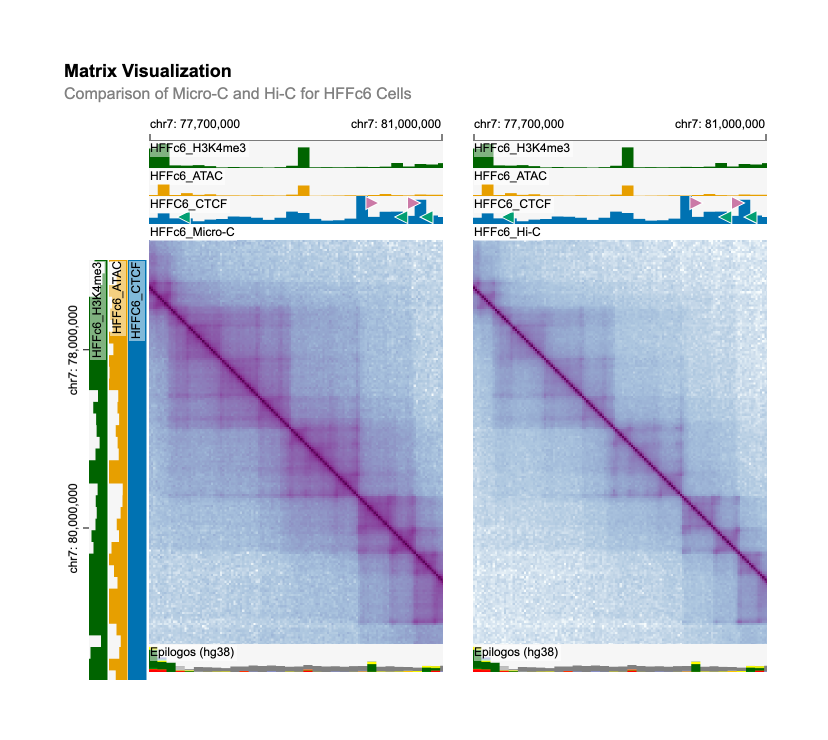 Matrix Visualization
Comparison of Micro-C and Hi-C for HFFc6 Cells
chr7: 77,700,000
chr7: 81,000,000
HFFc6_H3K4me3
HFFc6_ATAC
HFFC6_CTCF
HFFc6_Micro-C
chr7: 77,700,000
chr7: 81,000,000
HFFc6_H3K4me3
HFFc6_ATAC
HFFC6_CTCF
HFFc6_Hi-C
HFFc6_H3K4me3
HFFc6_ATAC
HFFC6_CTCF
chr7: 78,000,000
chr7: 80,000,000
Epilogos (hg38)
Epilogos (hg38)